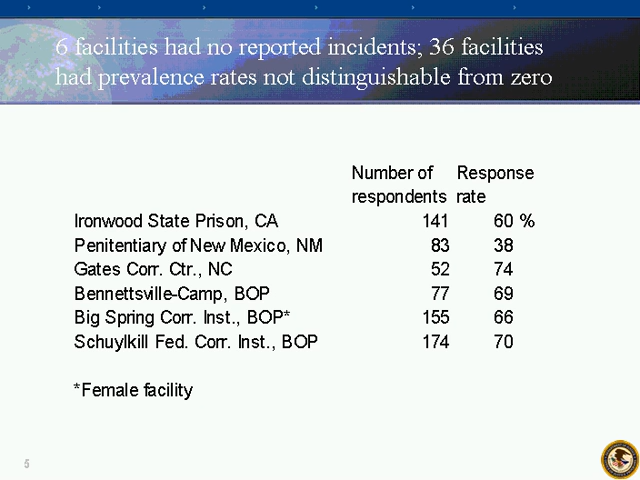 6 facilities had no reported incidents; 36 facilities
had prevalence rates not distinguishable from zero
Number of Response
respondents rate
Ironwood State Prison, CA 141 60 %
Penitentiary of New Mexico, NM 83 38
Gates Corr. Ctr., NC 52 74
Bennettsville-Camp, BOP 77 69
Big Spring Corr. Inst., BOP* 155 66
Schuylkill Fed. Corr. Inst., BOP 174 70
*Female facility
5